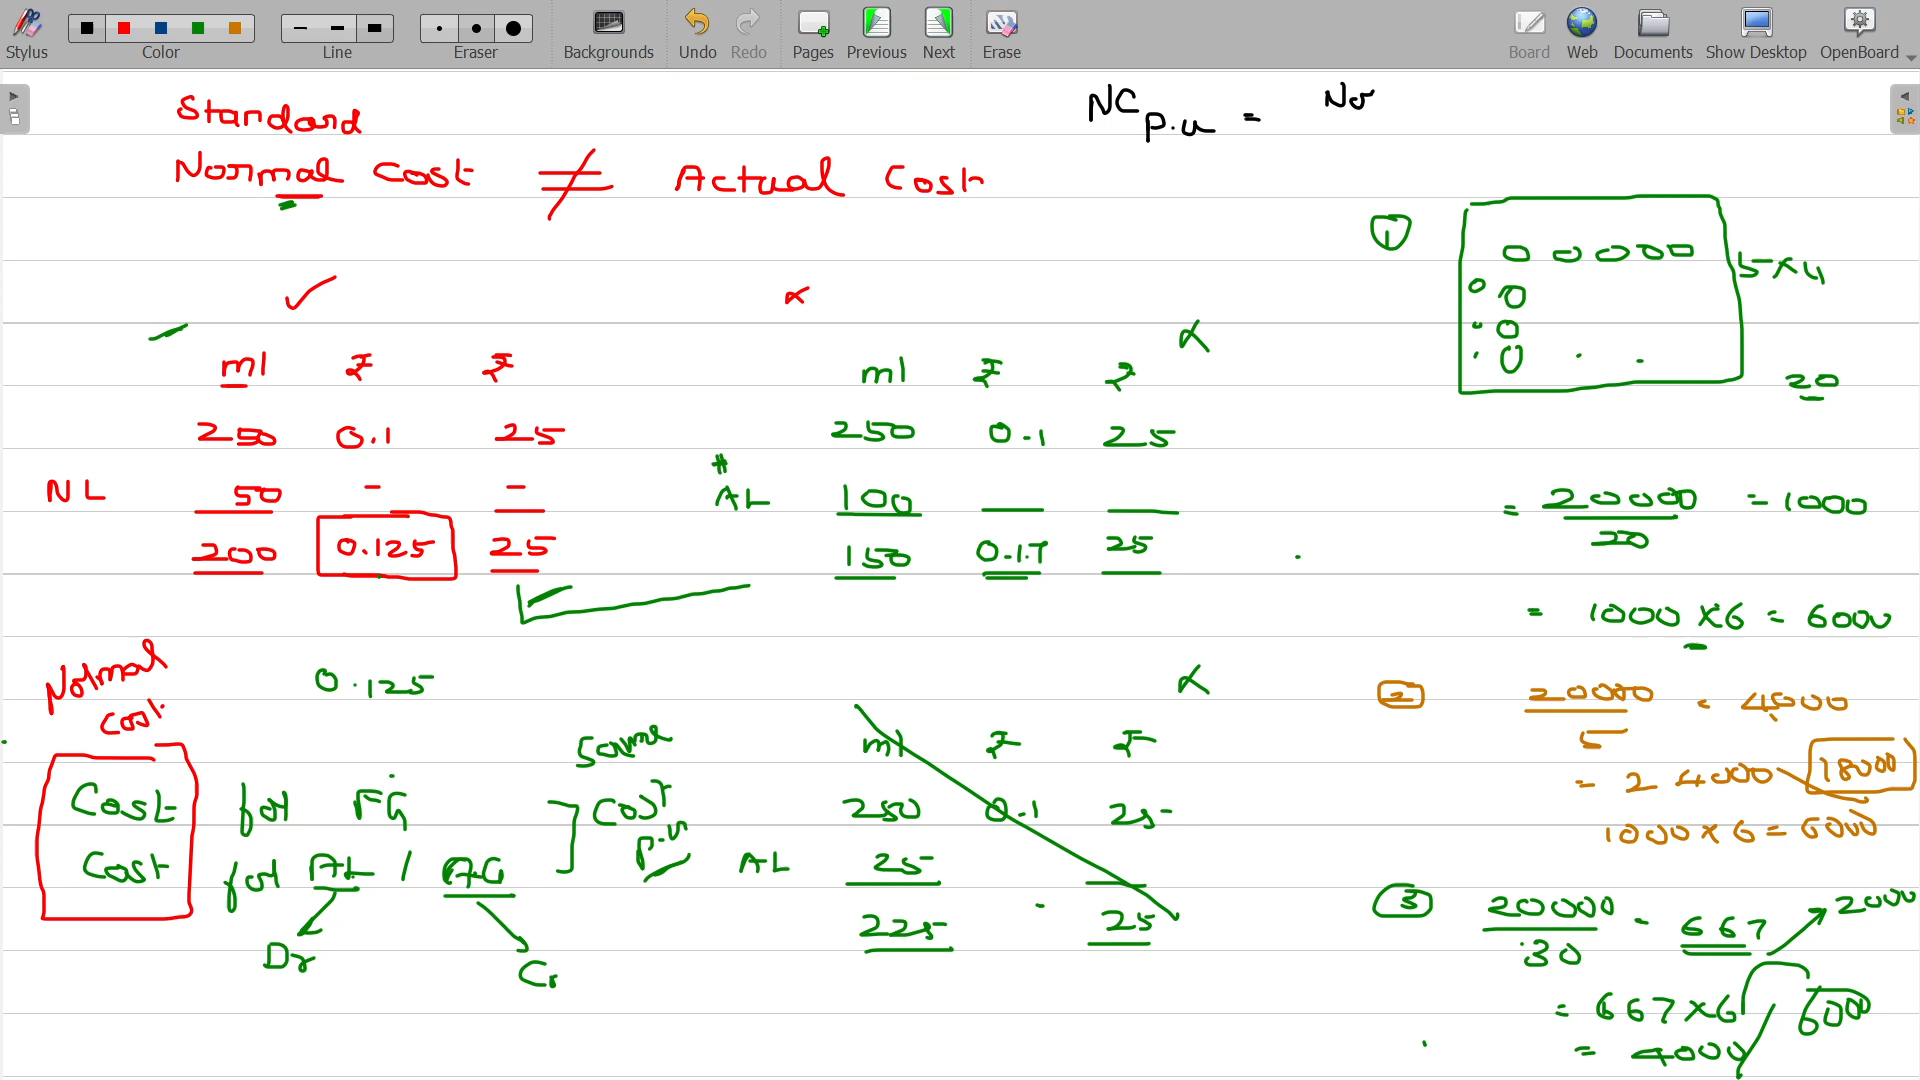 Stylus Color Line Eraser Backgrounds Undo Redo Pages Previous Next Erase Board Web Documents Show Desktop OpenBoard
Standard
NC p.u = No
Normal Cost ≠ Actual Cost
1
5 x 4
20
ml ₹ ₹
250 0.1 25
NL 50 - -
200 0.125 25
ml ₹ ₹
250 0.1 25
# AL 100
150 0.17 25
= 20000 = 1000
20
= 1000 x 6 = 6000
Normal
Cost
0.125
Cost for FG
Cost for AL / AG
Same
Cost
p.u
Dr
Cr
ml ₹ ₹
250 0.1 25
AL 25
225 - 25
2 20000 = 4000
5
= 24000 18000
1000 x 6 = 6000
3 20000 = 667 2000
30
= 667 x 6 6000
= 4000